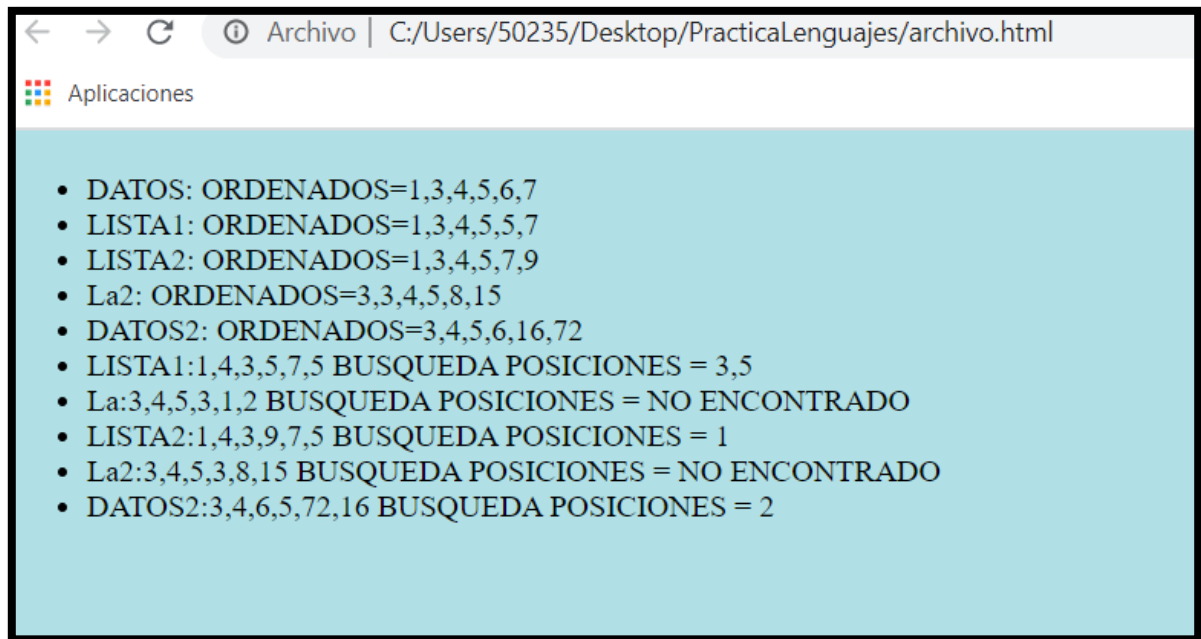 Archivo | C:/Users/50235/Desktop/PracticaLenguajes/archivo.html
Aplicaciones
• DATOS: ORDENADOS=1,3,4,5,6,7
• LISTA1: ORDENADOS=1,3,4,5,5,7
• LISTA2: ORDENADOS=1,3,4,5,7,9
• La2: ORDENADOS=3,3,4,5,8,15
• DATOS2: ORDENADOS=3,4,5,6,16,72
• LISTA1:1,4,3,5,7,5 BUSQUEDA POSICIONES = 3,5
• La:3,4,5,3,1,2 BUSQUEDA POSICIONES = NO ENCONTRADO
• LISTA2:1,4,3,9,7,5 BUSQUEDA POSICIONES = 1
• La2:3,4,5,3,8,15 BUSQUEDA POSICIONES = NO ENCONTRADO
• DATOS2:3,4,6,5,72,16 BUSQUEDA POSICIONES = 2